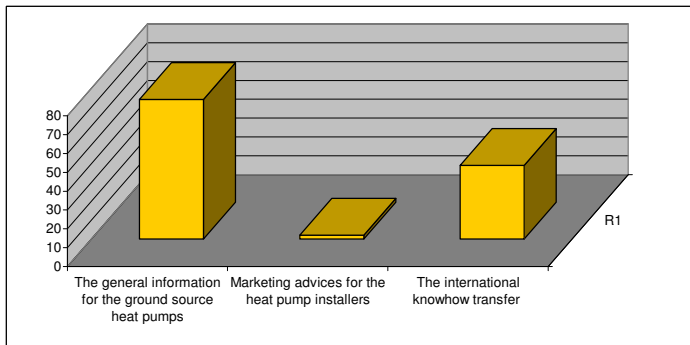 80
70
60
50
40
30
20
10
0
The general information
for the ground source
heat pumps
Marketing advices for the
heat pump installers
The international
knowhow transfer
R1